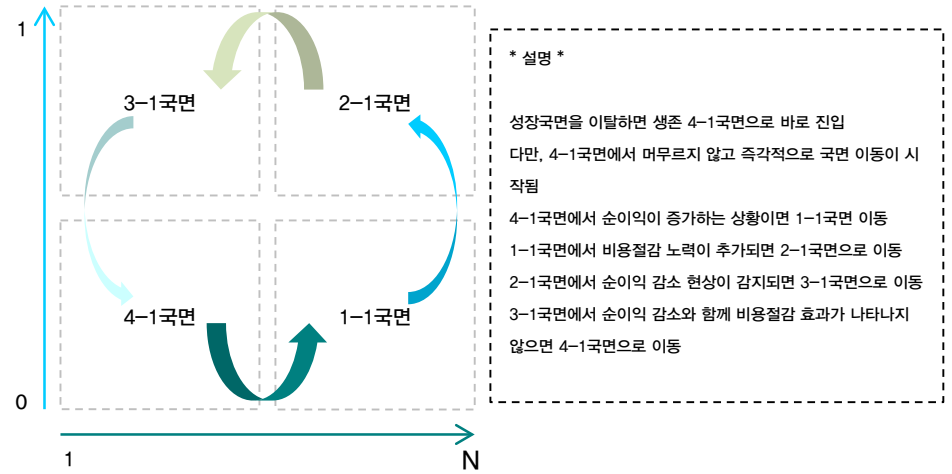 1
3-1국면
2-1국면
4-1국면
1-1국면
0
1
N
* 설명 *
성장국면을 이탈하면 생존 4-1국면으로 바로 진입
다만, 4-1국면에서 머무르지 않고 즉각적으로 국면 이동이 시
작됨
4-1국면에서 순이익이 증가하는 상황이면 1-1국면 이동
1-1국면에서 비용절감 노력이 추가되면 2-1국면으로 이동
2-1국면에서 순이익 감소 현상이 감지되면 3-1국면으로 이동
3-1국면에서 순이익 감소와 함께 비용절감 효과가 나타나지
않으면 4-1국면으로 이동